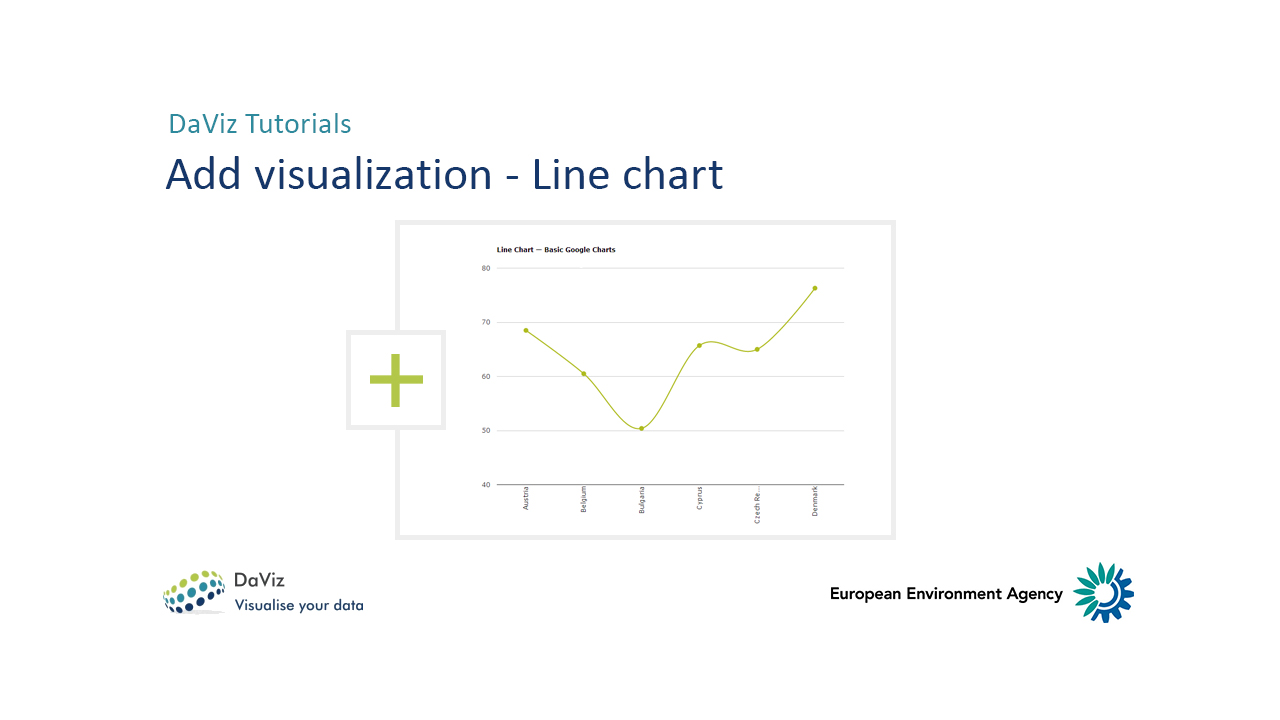 DaViz Tutorials
Add visualization - Line chart
Line Chart — Basic Google Charts
80
70
60
50
40
Austria
Belgium
Bulgaria
Cyprus
Czech Re...
Denmark
DaViz
Visualise your data
European Environment Agency